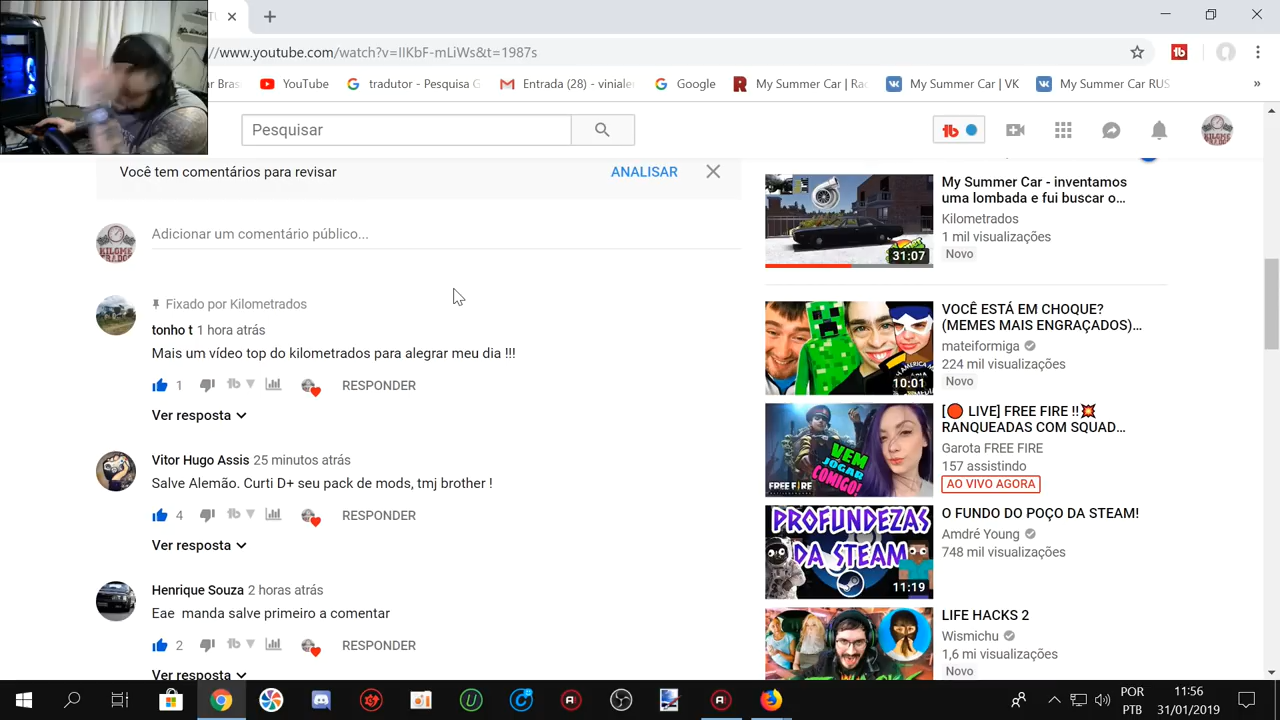 //www.youtube.com/watch?v=IIKbF-mLiWs&t=1987s
ar Bras
YouTube
tradutor - Pesquisa G
Entrada (28) - viniale
Google
My Summer Car | Ra
My Summer Car | VK
My Summer Car RUS
»
Pesquisar
Você tem comentários para revisar
ANALISAR
Adicionar um comentário público...
Fixado por Kilometrados
tonho t 1 hora atrás
Mais um vídeo top do kilometrados para alegrar meu dia !!!
1
RESPONDER
Ver resposta
Vitor Hugo Assis 25 minutos atrás
Salve Alemão. Curti D+ seu pack de mods, tmj brother !
4
RESPONDER
Ver resposta
Henrique Souza 2 horas atrás
Eae manda salve primeiro a comentar
2
RESPONDER
Ver resposta
31:07
My Summer Car - inventamos
uma lombada e fui buscar o...
Kilometrados
1 mil visualizações
Novo
10:01
VOCÊ ESTÁ EM CHOQUE?
(MEMES MAIS ENGRAÇADOS)...
mateiformiga
224 mil visualizações
Novo
VEM
JOGAR
COMIGO!
FREE FIRE
[🔴 LIVE] FREE FIRE !!💥
RANQUEADAS COM SQUAD...
Garota FREE FIRE
157 assistindo
AO VIVO AGORA
PROFUNDEZAS
DA STEAM
11:19
O FUNDO DO POÇO DA STEAM!
Amdré Young
748 mil visualizações
LIFE HACKS 2
Wismichu
1,6 mi visualizações
Novo
POR
PTB
11:56
31/01/2019